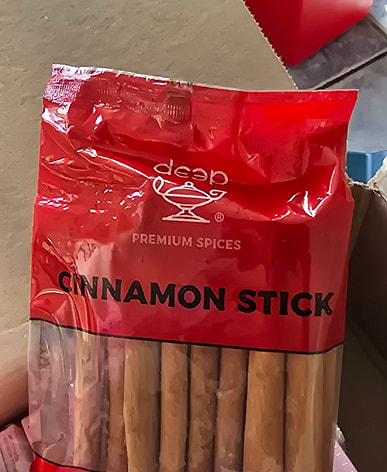 deep
®
PREMIUM SPICES
CINNAMON STICK